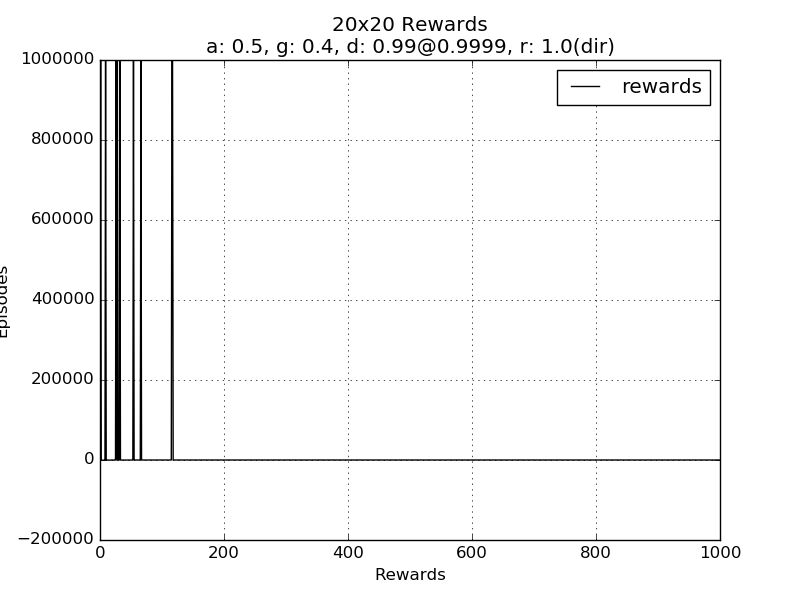 20x20 Rewards
a: 0.5, g: 0.4, d: 0.99@0.9999, r: 1.0(dir)
rewards
1000000
800000
600000
400000
200000
0
−200000
Episodes
0 200 400 600 800 1000
Rewards